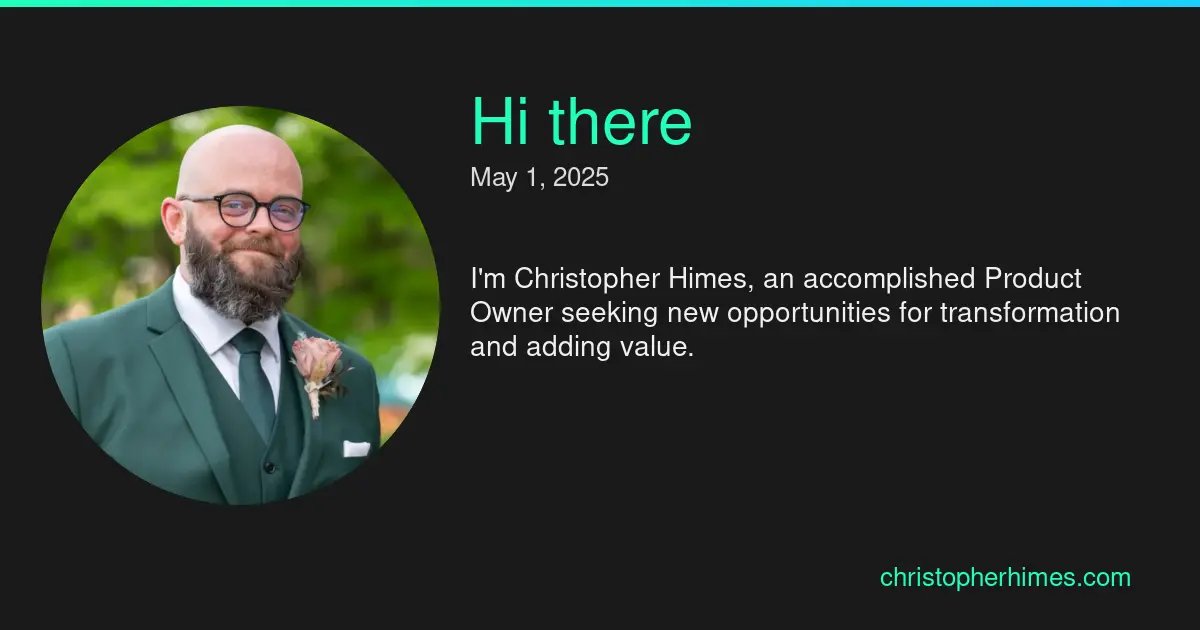 Hi there
May 1, 2025
I'm Christopher Himes, an accomplished Product
Owner seeking new opportunities for transformation
and adding value.
christopherhimes.com